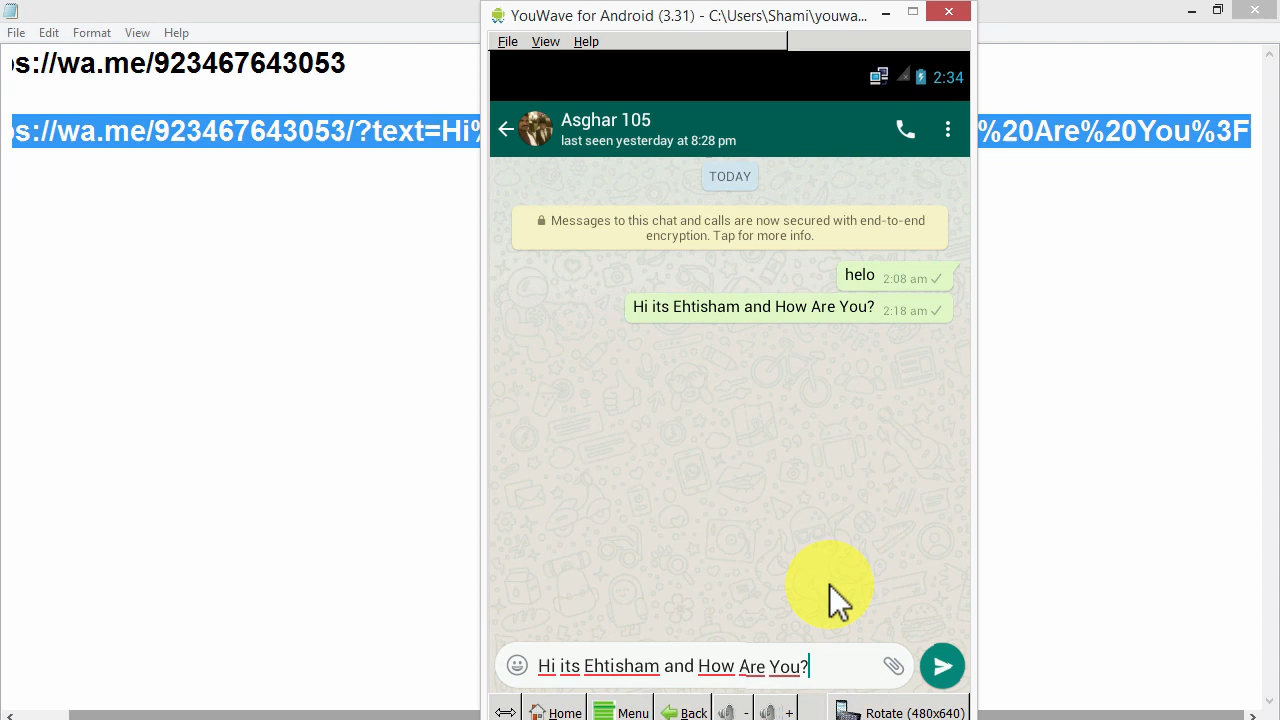 YouWave for Android (3.31) - C:\Users\Shami\youwa...
File Edit Format View Help
File View Help
s://wa.me/923467643053
2:34
Asghar 105
last seen yesterday at 8:28 pm
s://wa.me/923467643053/?text=Hi% %20Are%20You%3F
TODAY
Messages to this chat and calls are now secured with end-to-end
encryption. Tap for more info.
helo 2:08 am
Hi its Ehtisham and How Are You? 2:18 am
Hi its Ehtisham and How Are You?
Home Menu Back - + Rotate (480x640)